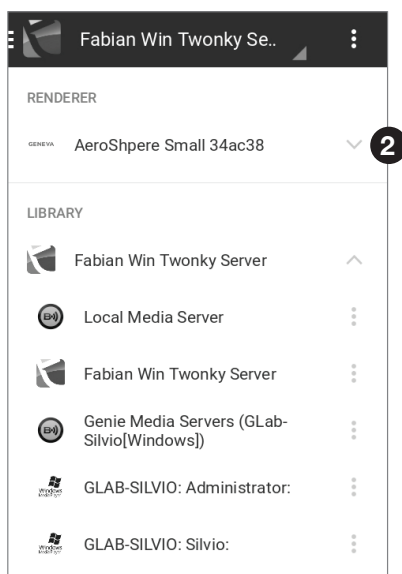 Fabian Win Twonky Se..
RENDERER
GENEVA AeroShpere Small 34ac38
2
LIBRARY
Fabian Win Twonky Server
Local Media Server
Fabian Win Twonky Server
Genie Media Servers (GLab-
Silvio[Windows])
GLAB-SILVIO: Administrator:
GLAB-SILVIO: Silvio: